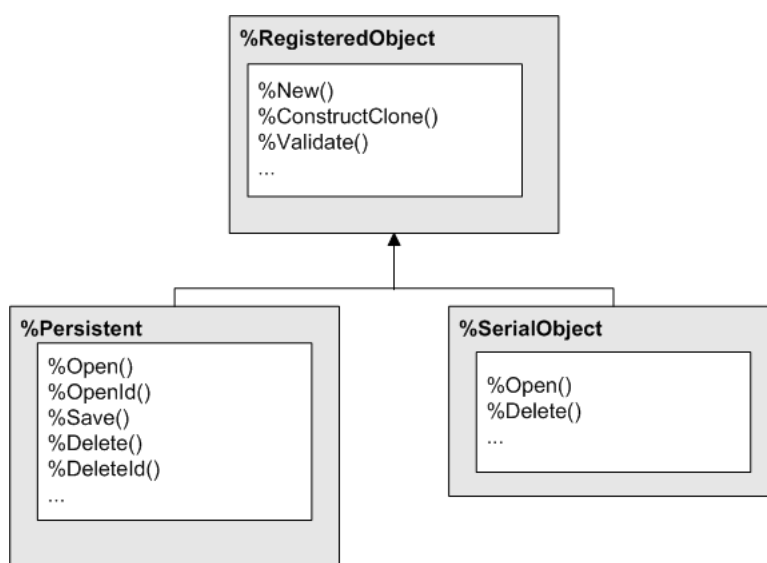 %RegisteredObject
%New()
%ConstructClone()
%Validate()
...
%Persistent
%Open()
%OpenId()
%Save()
%Delete()
%DeleteId()
...
%SerialObject
%Open()
%Delete()
...